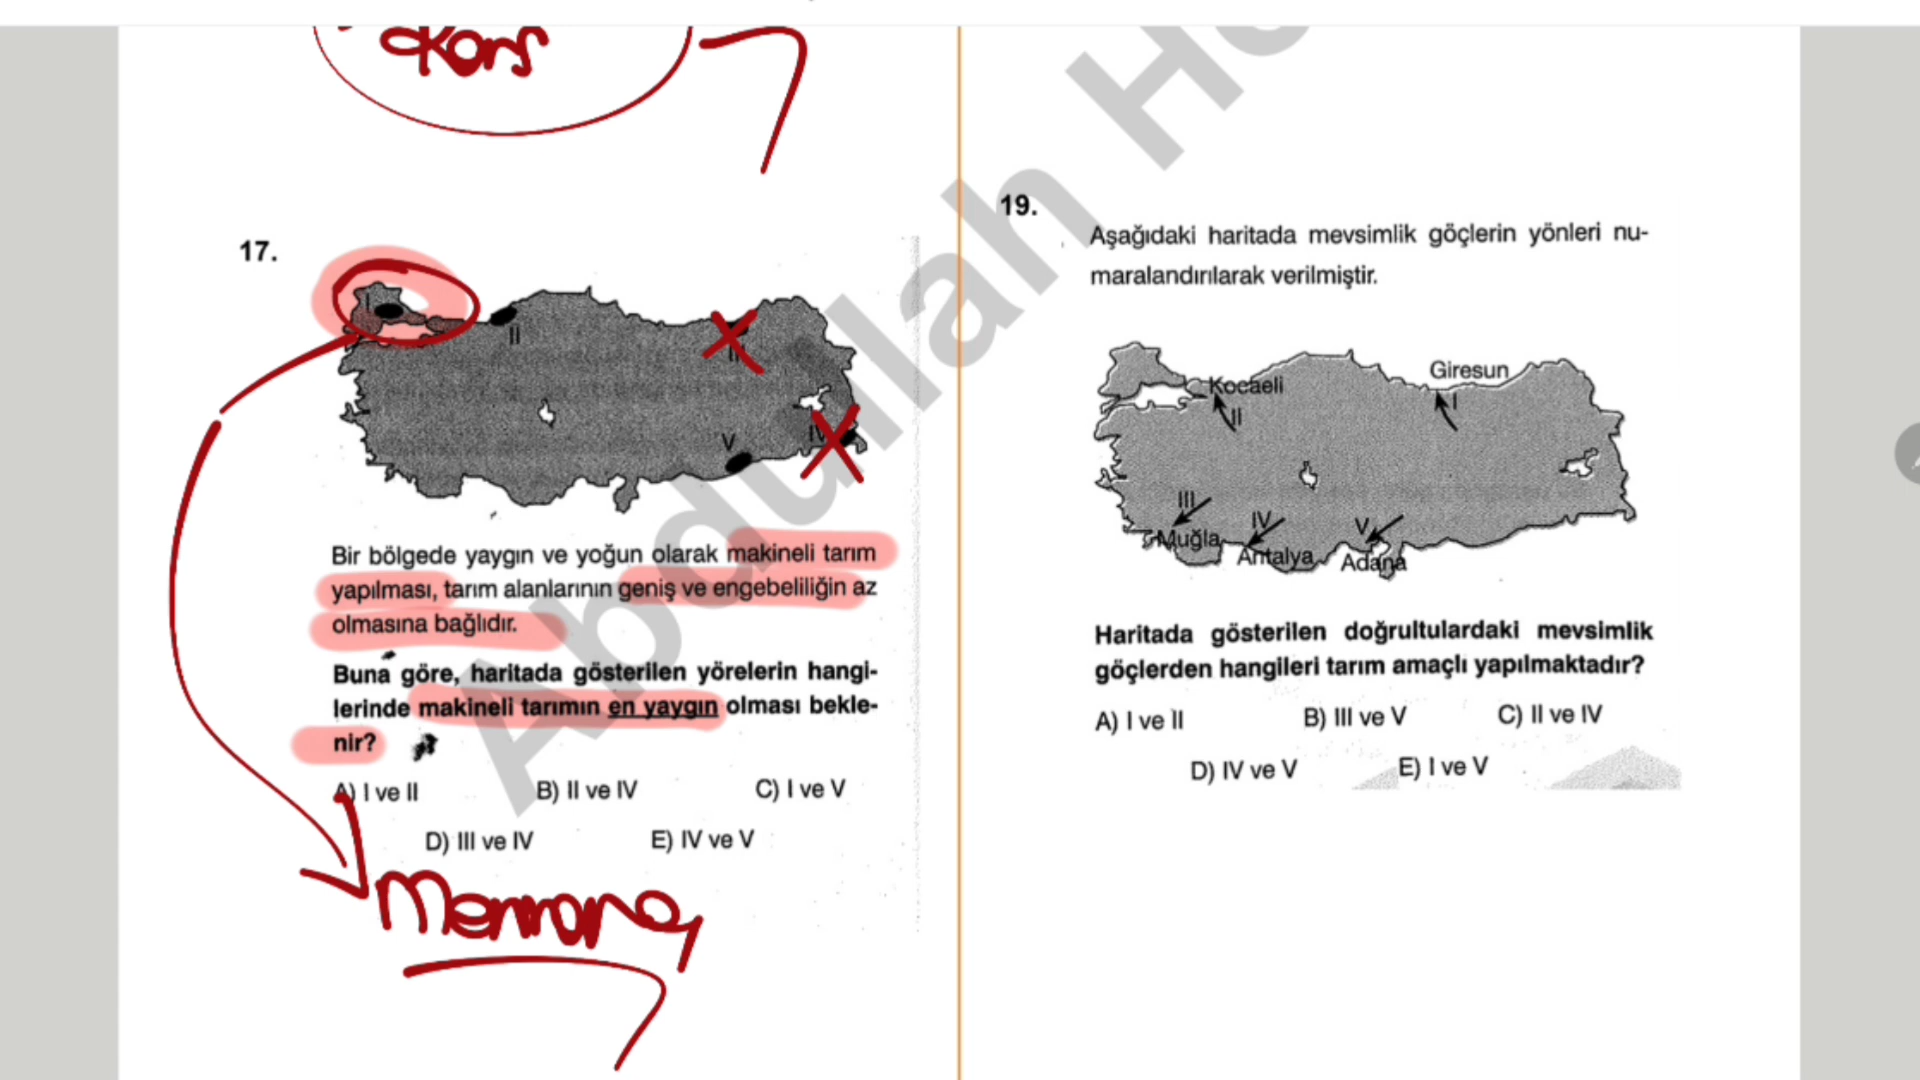 Kars
17.
I
II
III
IV
V
Bir bölgede yaygın ve yoğun olarak makineli tarım
yapılması, tarım alanlarının geniş ve engebeliliğin az
olmasına bağlıdır.
Buna göre, haritada gösterilen yörelerin hangi-
lerinde makineli tarımın en yaygın olması bekle-
nir?
A) I ve II B) II ve IV C) I ve V
D) III ve IV E) IV ve V
Marmara
19.
Aşağıdaki haritada mevsimlik göçlerin yönleri nu-
maralandırılarak verilmiştir.
Giresun
I
Kocaeli
II
III
Muğla
IV
Antalya
V
Adana
Haritada gösterilen doğrultulardaki mevsimlik
göçlerden hangileri tarım amaçlı yapılmaktadır?
A) I ve II B) III ve V C) II ve IV
D) IV ve V E) I ve V
Abdullah Ho